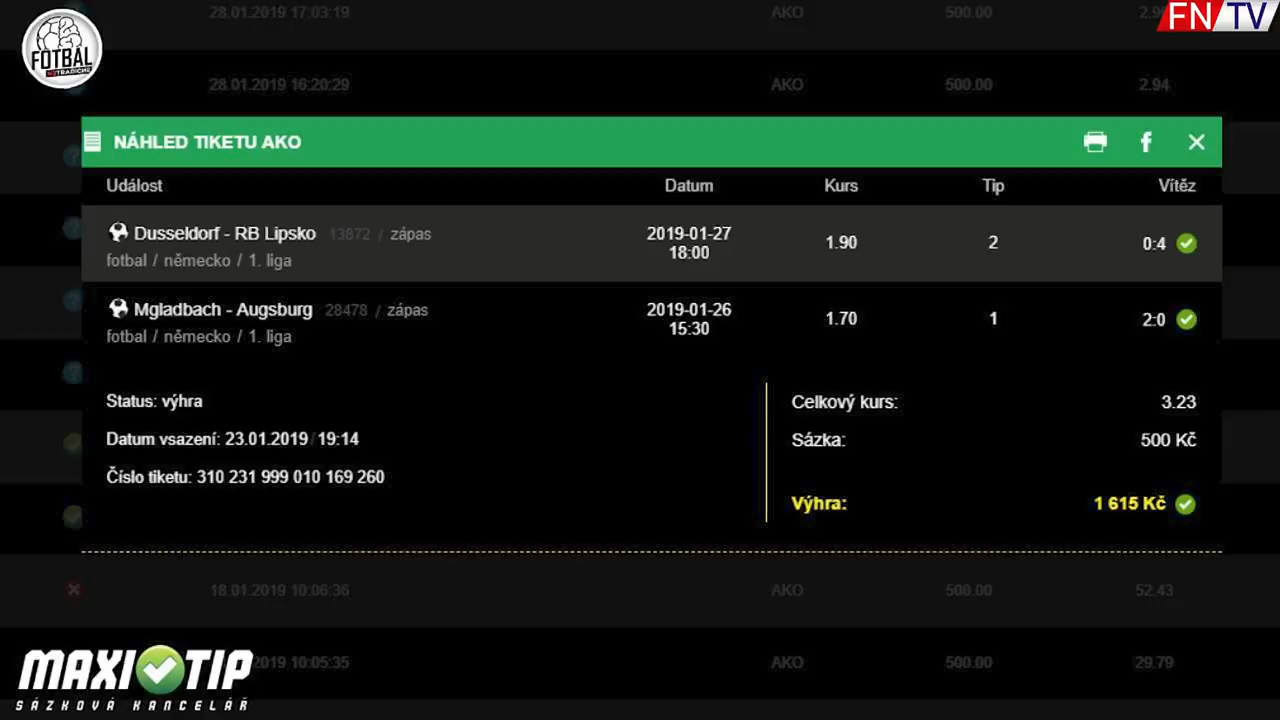 28.01.2019 17:03:19 AKO 500.00
FOTBAL
FNTV
28.01.2019 16:20:29 AKO 500.00 2.94
NÁHLED TIKETU AKO
Událost Datum Kurs Tip Vítěz
Dusseldorf - RB Lipsko 13872 / zápas 2019-01-27 18:00 1.90 2 0:4
fotbal / německo / 1. liga
Mgladbach - Augsburg 28478 / zápas 2019-01-26 15:30 1.70 1 2:0
fotbal / německo / 1. liga
Status: výhra
Datum vsazení: 23.01.2019 / 19:14
Číslo tiketu: 310 231 999 010 169 260
Celkový kurs: 3.23
Sázka: 500 Kč
Výhra: 1 615 Kč
18.01.2019 10:06:36 AKO 500.00 52.43
2019 10:05:35 AKO 500.00 29.79
MAXI TIP
SÁZKOVÁ KANCELÁŘ